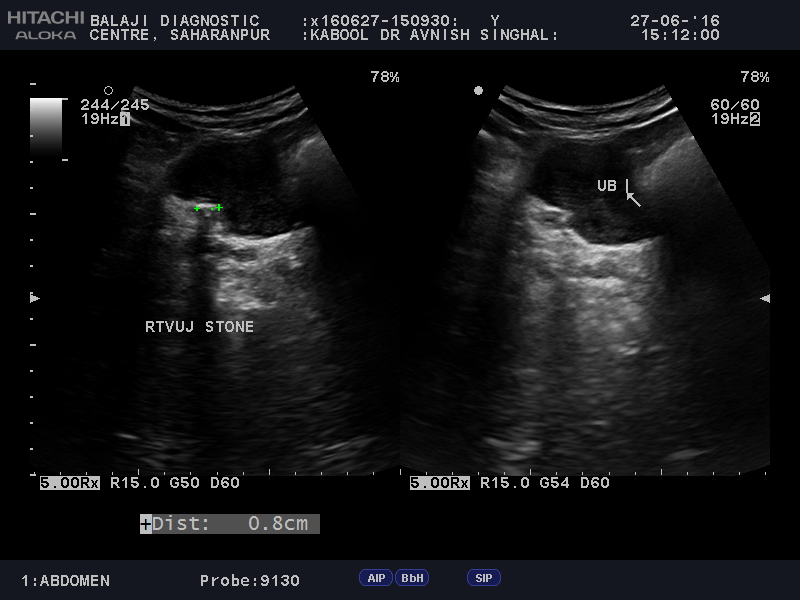 HITACHI
ALOKA
BALAJI DIAGNOSTIC :x160627-150930: Y 27-06-'16
CENTRE, SAHARANPUR :KABOOL DR AVNISH SINGHAL: 15:12:00
78%
244/245
19Hz1
RTVUJ STONE
5.00Rx R15.0 G50 D60
78%
60/60
19Hz2
UB
5.00Rx R15.0 G54 D60
+Dist: 0.8cm
1:ABDOMEN Probe:9130 AIP BbH SIP